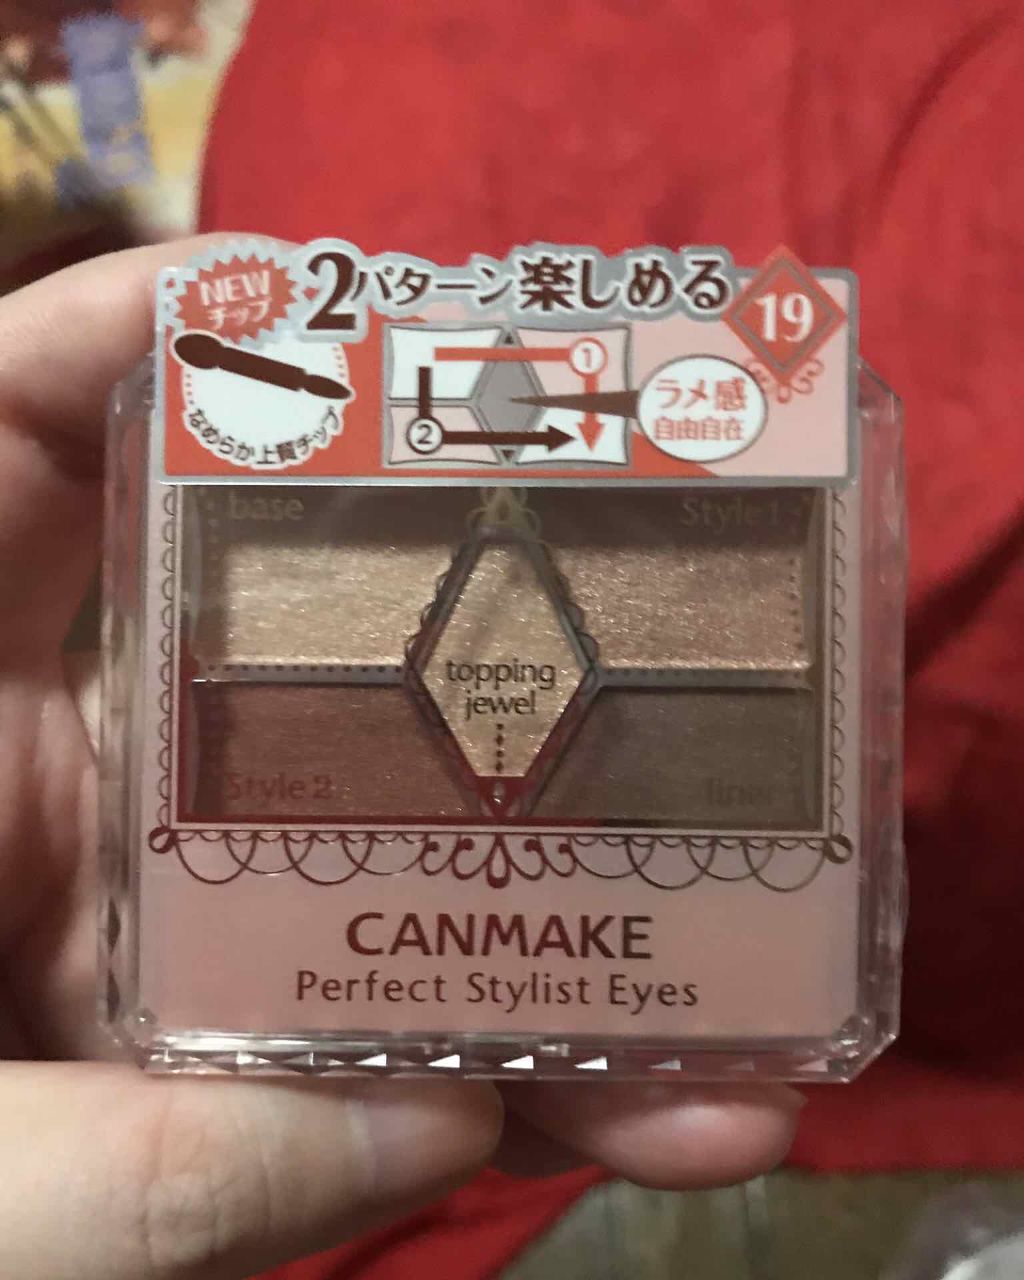 NEW
チップ
2パターン楽しめる
19
①
ラメ感
自由自在
②
なめらか上質チップ
base
Style1
topping
jewel
Style2
liner
CANMAKE
Perfect Stylist Eyes